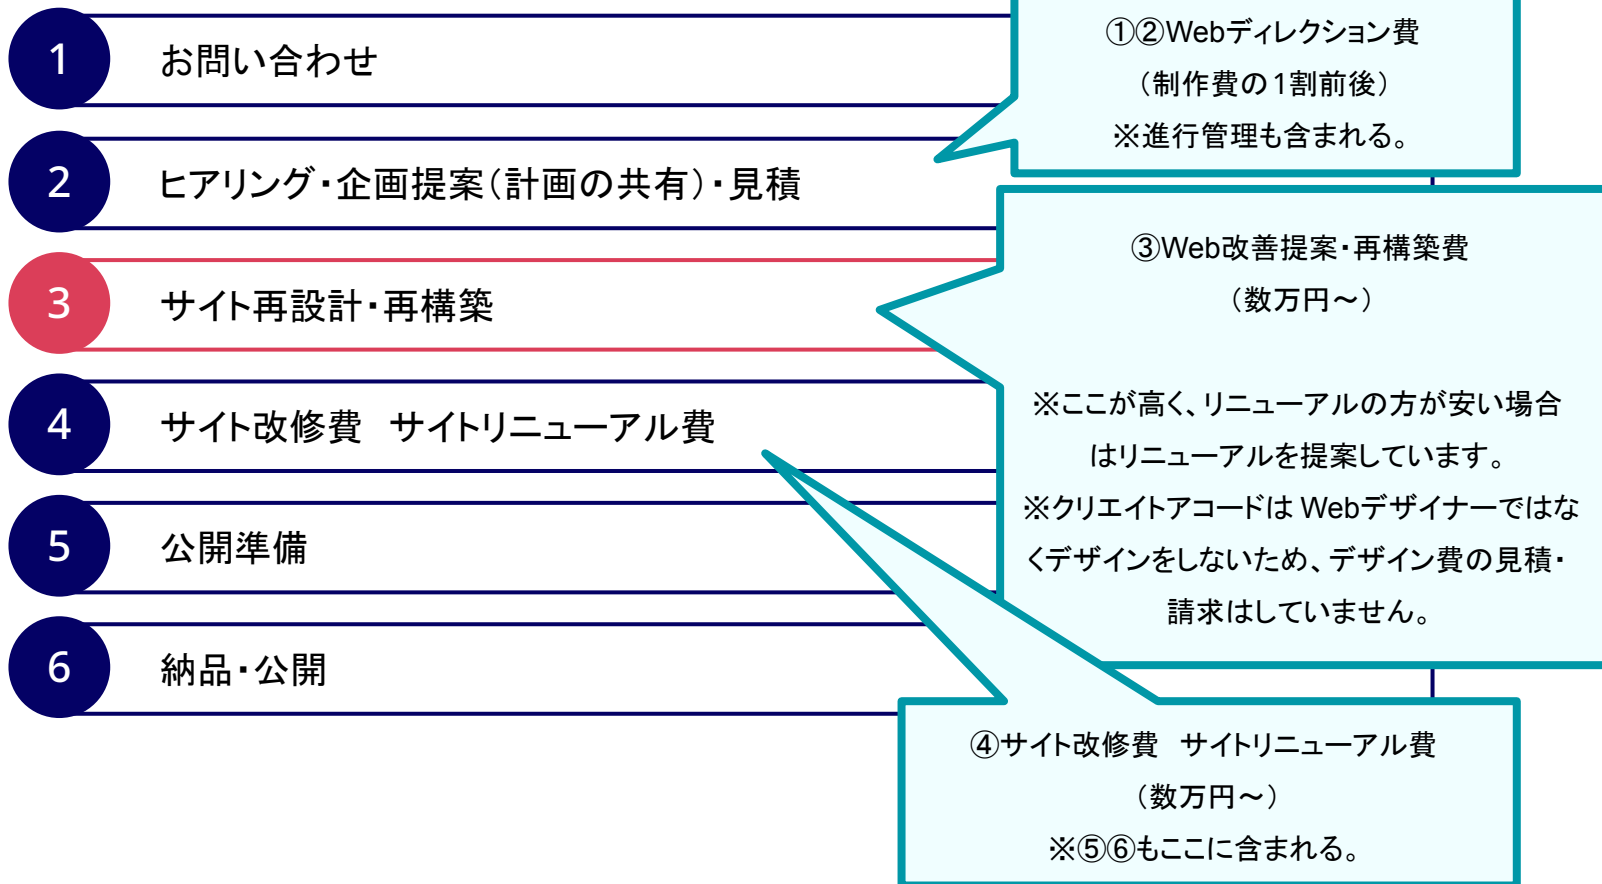 1
お問い合わせ
2
ヒアリング・企画提案（計画の共有）・見積
3
サイト再設計・再構築
4
サイト改修費　サイトリニューアル費
5
公開準備
6
納品・公開
①②Webディレクション費
（制作費の1割前後）
※進行管理も含まれる。
③Web改善提案・再構築費
（数万円～）
※ここが高く、リニューアルの方が安い場合
はリニューアルを提案しています。
※クリエイトアコードは Webデザイナーではな
くデザインをしないため、デザイン費の見積・
請求はしていません。
④サイト改修費　サイトリニューアル費
（数万円～）
※⑤⑥もここに含まれる。